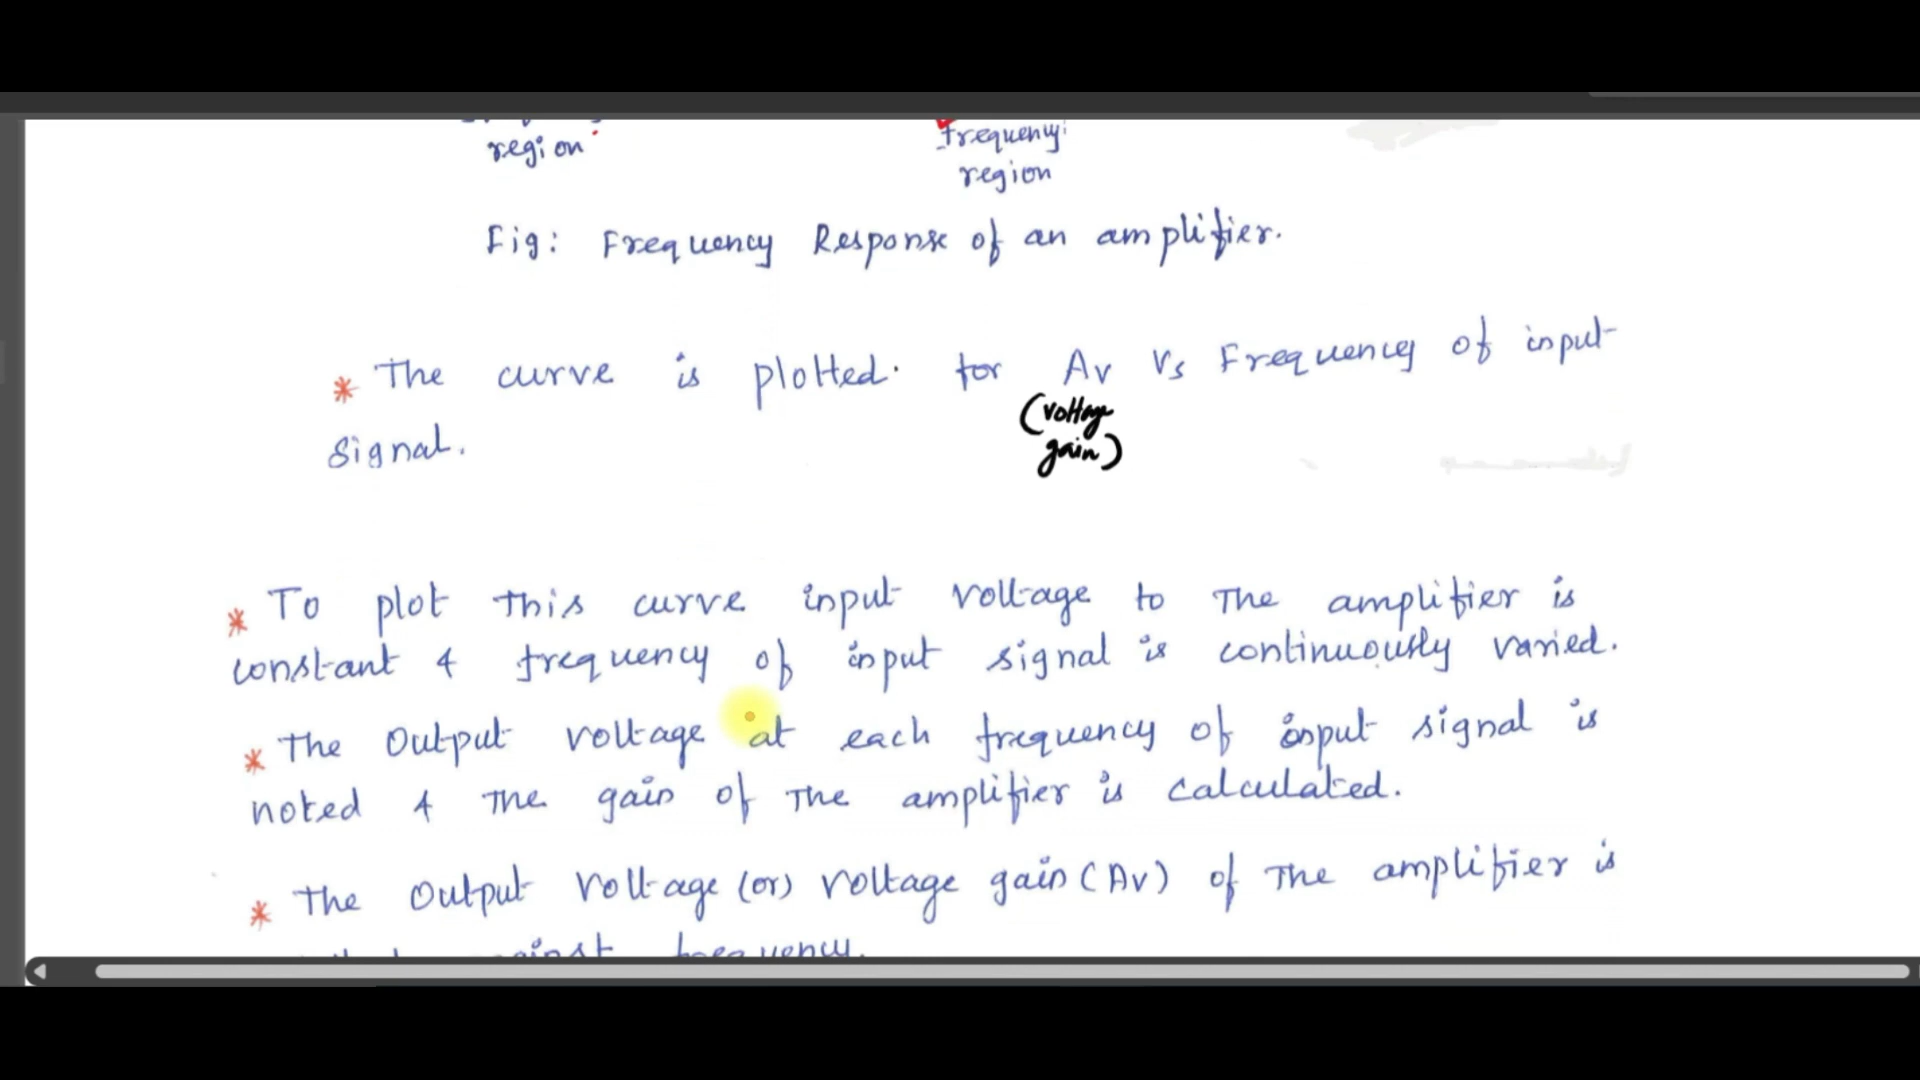 region
frequency
region
Fig: Frequency Response of an amplifier.
* The curve is plotted. for Av Vs Frequency of input
(voltage
gain)
signal.
* To plot this curve input voltage to the amplifier is
constant & frequency of input signal is continuously varied.
* The Output voltage at each frequency of input signal is
noted & the gain of the amplifier is calculated.
* The Output voltage (or) voltage gain (Av) of the amplifier is
against frequency.